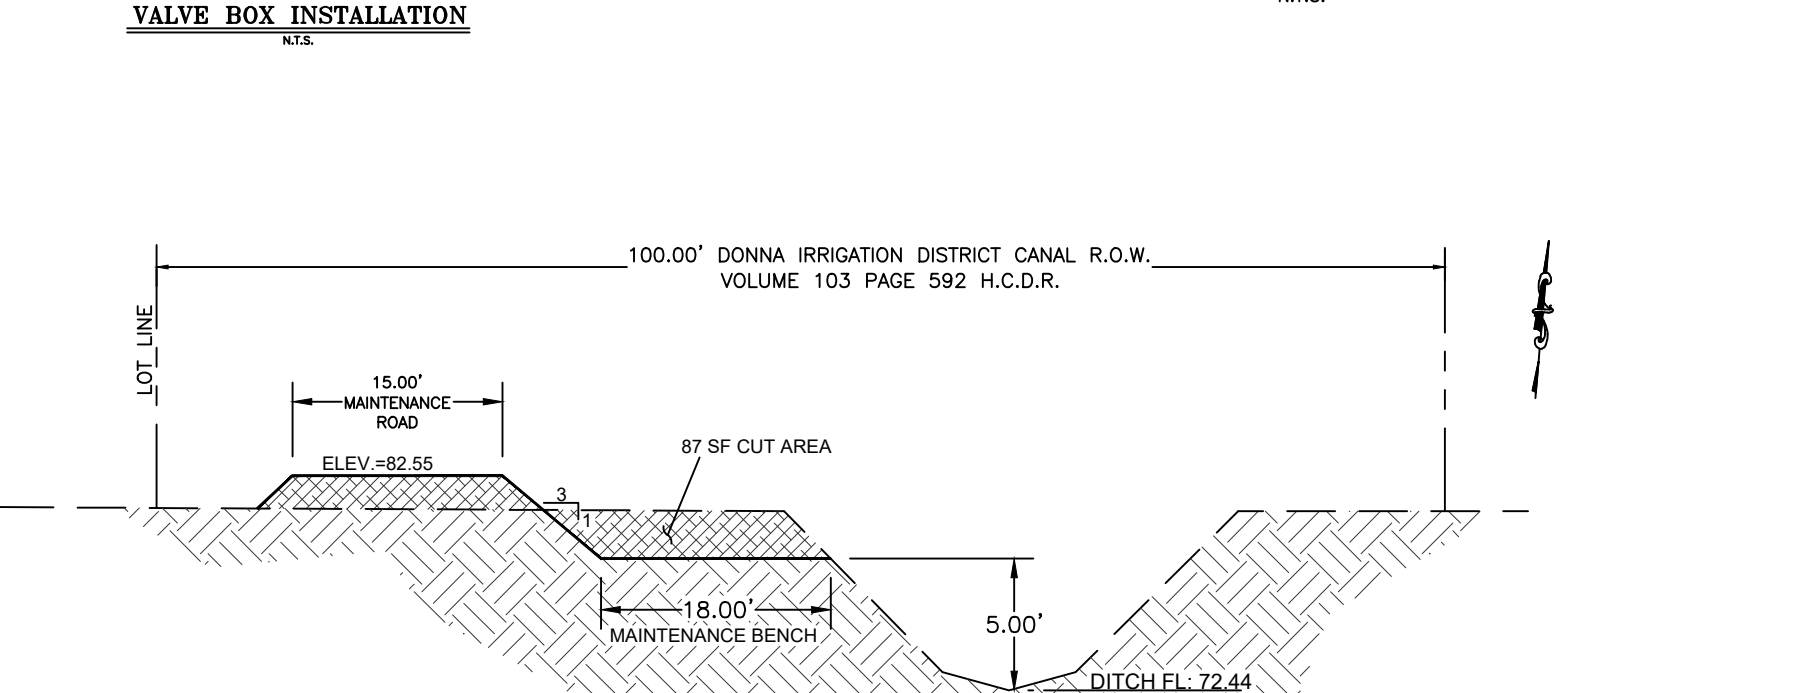 VALVE BOX INSTALLATION
N.T.S.
100.00' DONNA IRRIGATION DISTRICT CANAL R.O.W.
VOLUME 103 PAGE 592 H.C.D.R.
LOT LINE
15.00'
MAINTENANCE
ROAD
ELEV.=82.55
87 SF CUT AREA
3
1
18.00'
MAINTENANCE BENCH
5.00'
DITCH FL: 72.44